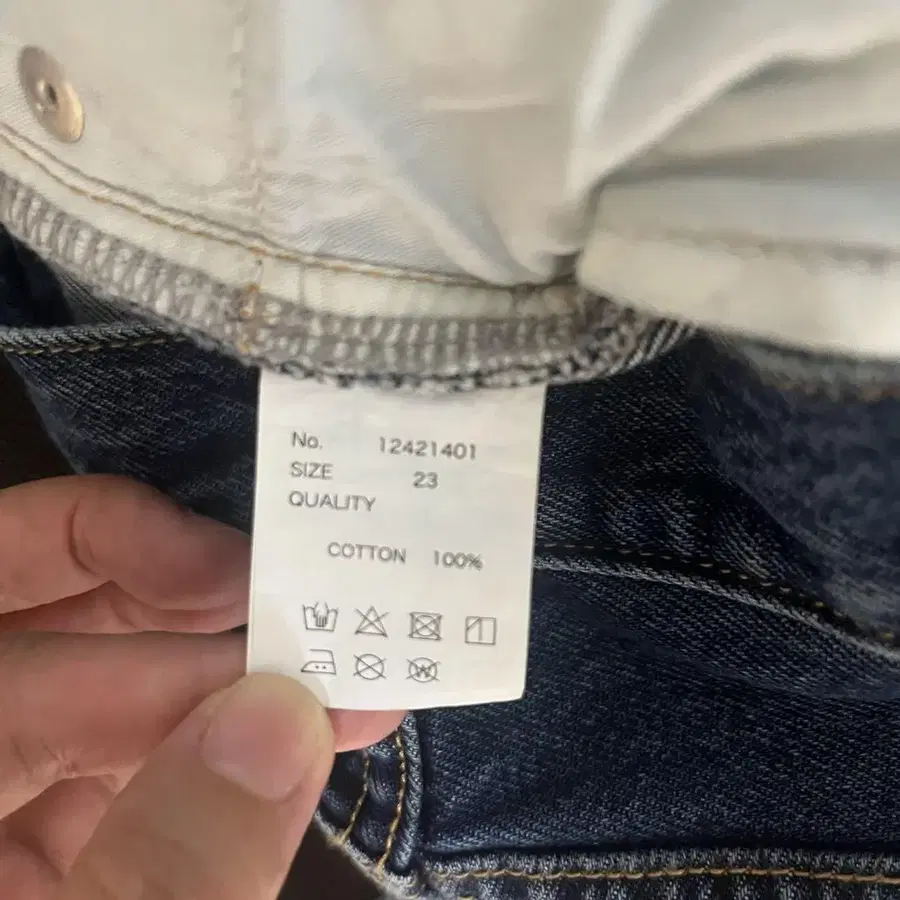 No. 12421401
SIZE 23
QUALITY
COTTON 100%